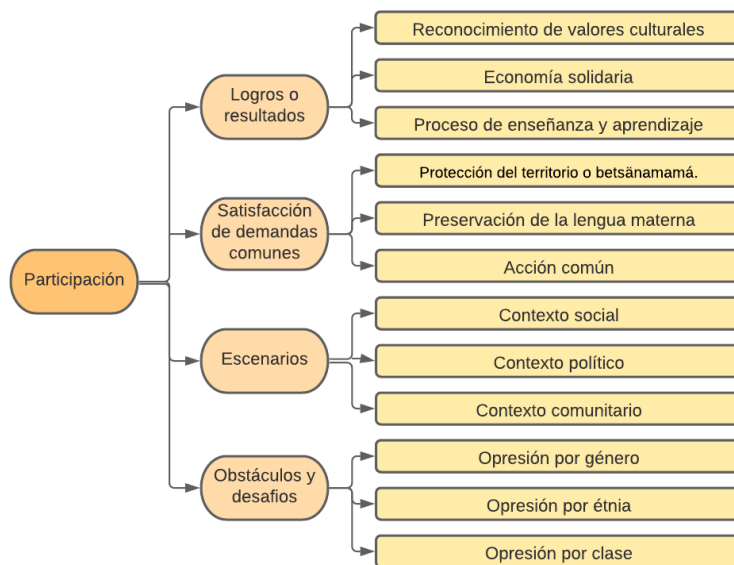 Participación
Logros o
resultados
Reconocimiento de valores culturales
Economía solidaria
Proceso de enseñanza y aprendizaje
Satisfacción
de demandas
comunes
Protección del territorio o betsänamamá.
Preservación de la lengua materna
Acción común
Escenarios
Contexto social
Contexto político
Contexto comunitario
Obstáculos y
desafios
Opresión por género
Opresión por étnia
Opresión por clase